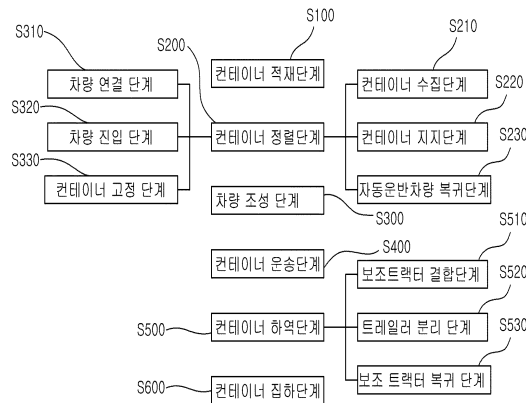 S310
S200
S100
S210
차량 연결 단계
컨테이너 적재단계
컨테이너 수집단계
S320
S220
차량 진입 단계
컨테이너 정렬단계
컨테이너 지지단계
S330
S230
컨테이너 고정 단계
차량 조성 단계
자동운반차량 복귀단계
S300
S510
S400
컨테이너 운송단계
보조트랙터 결합단계
S520
S500
컨테이너 하역단계
트레일러 분리 단계
S530
S600
컨테이너 집하단계
보조 트랙터 복귀 단계